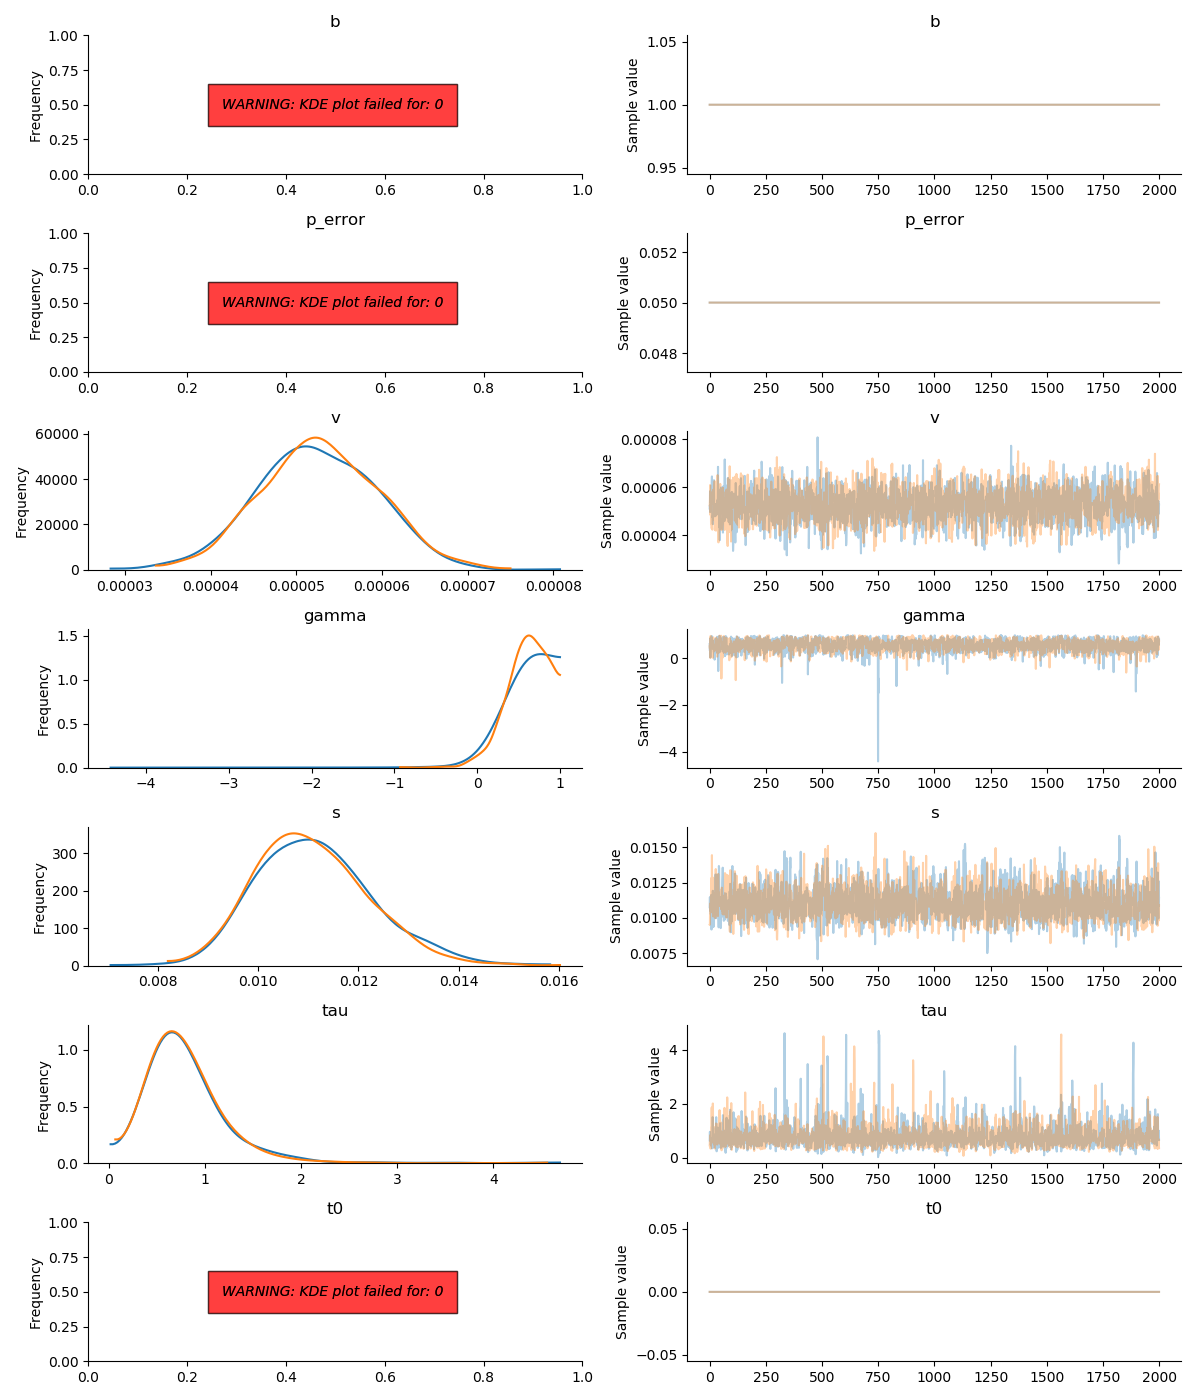 b
Frequency
1.00
0.75
0.50
0.25
0.00
WARNING: KDE plot failed for: 0
0.0 0.2 0.4 0.6 0.8 1.0
b
Sample value
1.05
1.00
0.95
0 250 500 750 1000 1250 1500 1750 2000
p_error
Frequency
1.00
0.75
0.50
0.25
0.00
WARNING: KDE plot failed for: 0
0.0 0.2 0.4 0.6 0.8 1.0
p_error
Sample value
0.052
0.050
0.048
0 250 500 750 1000 1250 1500 1750 2000
v
Frequency
60000
40000
20000
0
0.00003 0.00004 0.00005 0.00006 0.00007 0.00008
v
Sample value
0.00008
0.00006
0.00004
0 250 500 750 1000 1250 1500 1750 2000
gamma
Frequency
1.5
1.0
0.5
0.0
−4 −3 −2 −1 0 1
gamma
Sample value
0
−2
−4
0 250 500 750 1000 1250 1500 1750 2000
s
Frequency
300
200
100
0
0.008 0.010 0.012 0.014 0.016
s
Sample value
0.0150
0.0125
0.0100
0.0075
0 250 500 750 1000 1250 1500 1750 2000
tau
Frequency
1.0
0.5
0.0
0 1 2 3 4
tau
Sample value
4
2
0
0 250 500 750 1000 1250 1500 1750 2000
t0
Frequency
1.00
0.75
0.50
0.25
0.00
WARNING: KDE plot failed for: 0
0.0 0.2 0.4 0.6 0.8 1.0
t0
Sample value
0.05
0.00
−0.05
0 250 500 750 1000 1250 1500 1750 2000